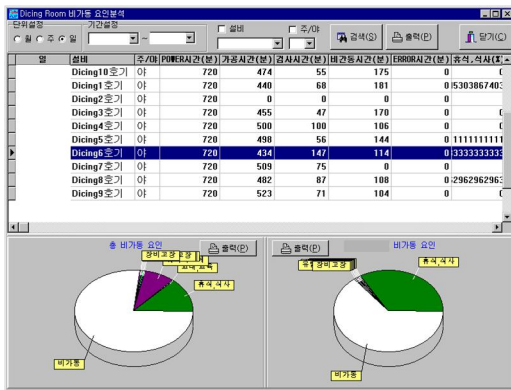 Dicing Room 비가동 요인분석
단위설정
기간설정
월 주 일
~
설비
주/야
검색(S)
출력(P)
닫기(C)
열 설비 주/야 POWER시간(분) 가공시간(분) 검사시간(분) 비가동시간(분) ERROR시간(분) 휴식,식사(%)
Dicing10호기 야 720 474 55 175 0
Dicing1호기 야 720 440 68 181 0 5303867403
Dicing2호기 야 720 0 0 0 0
Dicing3호기 야 720 455 47 170 0
Dicing4호기 야 720 500 100 106 0
Dicing5호기 야 720 498 56 144 0 1111111111
Dicing6호기 야 720 434 147 114 0 3333333333
Dicing7호기 야 720 509 75 0 0
Dicing8호기 야 720 482 87 108 0 62962962963
Dicing9호기 야 720 523 71 104 0
총 비가동 요인
출력(P)
장비고장
휴식,식사
비가동
비가동 요인
출력(P)
장비고장
휴식,식사
비가동